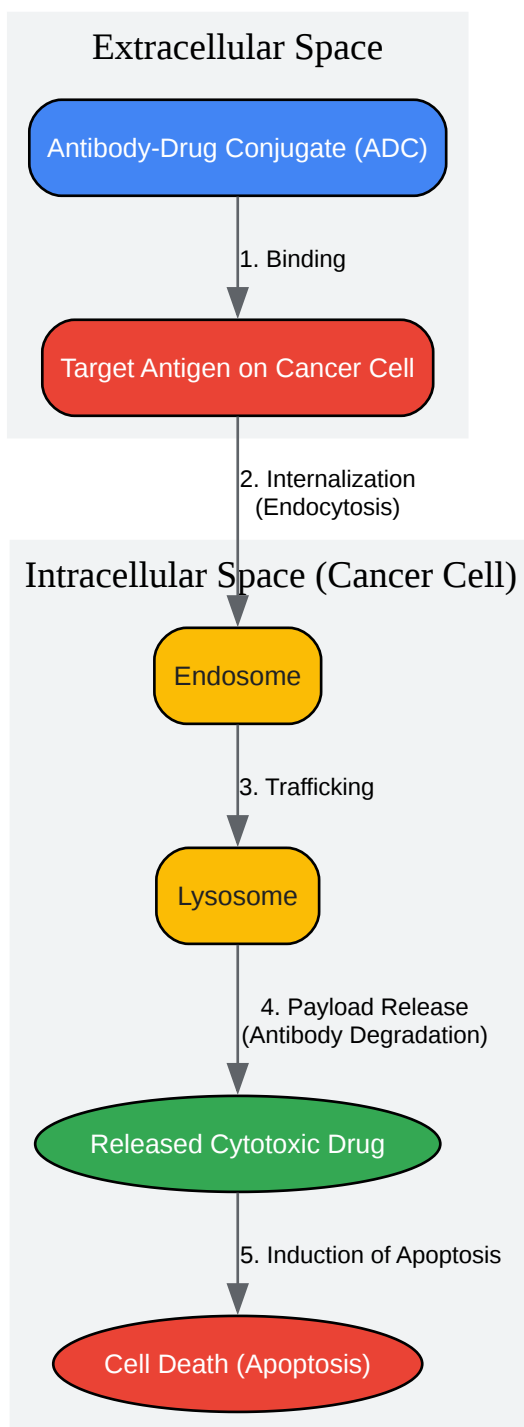 Extracellular Space
Antibody-Drug Conjugate (ADC)
1. Binding
Target Antigen on Cancer Cell
2. Internalization
(Endocytosis)
Intracellular Space (Cancer Cell)
Endosome
3. Trafficking
Lysosome
4. Payload Release
(Antibody Degradation)
Released Cytotoxic Drug
5. Induction of Apoptosis
Cell Death (Apoptosis)